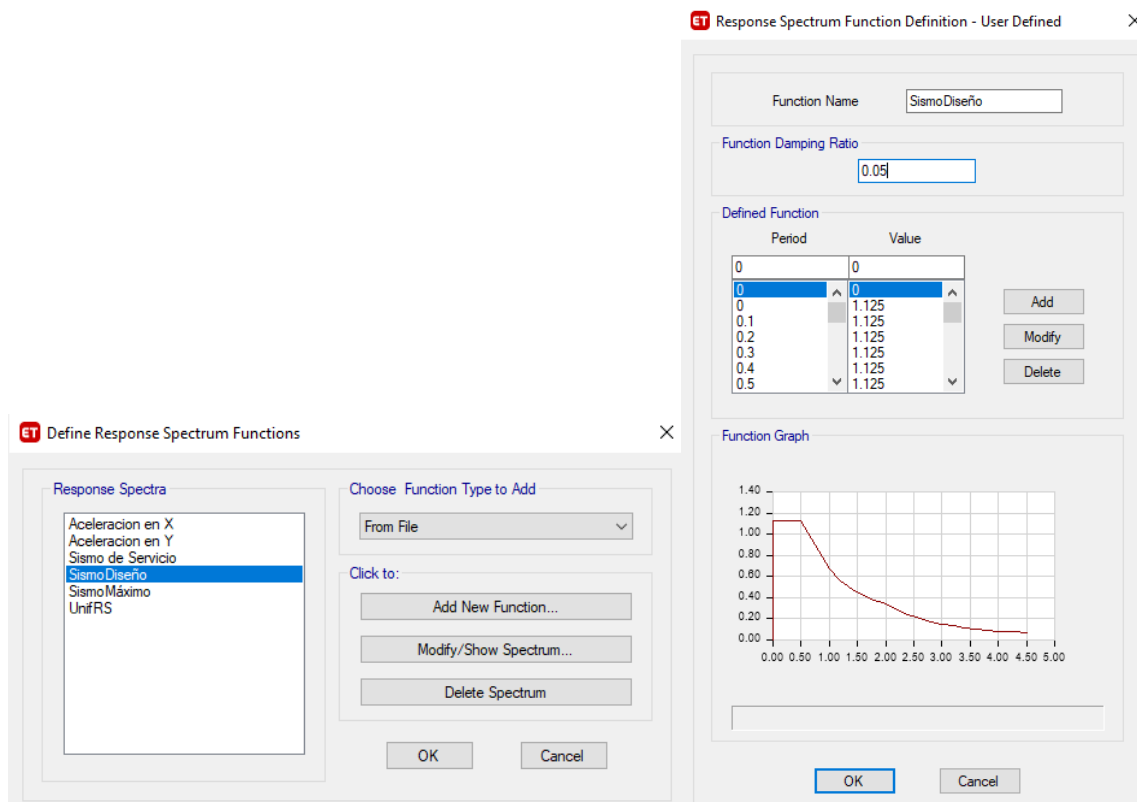 ET Response Spectrum Function Definition - User Defined
Function Name SismoDiseño
Function Damping Ratio
0.05
Defined Function
Period Value
0 0
0 0
0 1.125
0.1 1.125
0.2 1.125
0.3 1.125
0.4 1.125
0.5 1.125
Add
Modify
Delete
Function Graph
1.40
1.20
1.00
0.80
0.60
0.40
0.20
0.00
0.00 0.50 1.00 1.50 2.00 2.50 3.00 3.50 4.00 4.50 5.00
OK Cancel
ET Define Response Spectrum Functions
Response Spectra
Aceleracion en X
Aceleracion en Y
Sismo de Servicio
SismoDiseño
SismoMáximo
UnifRS
Choose Function Type to Add
From File
Click to:
Add New Function...
Modify/Show Spectrum...
Delete Spectrum
OK Cancel